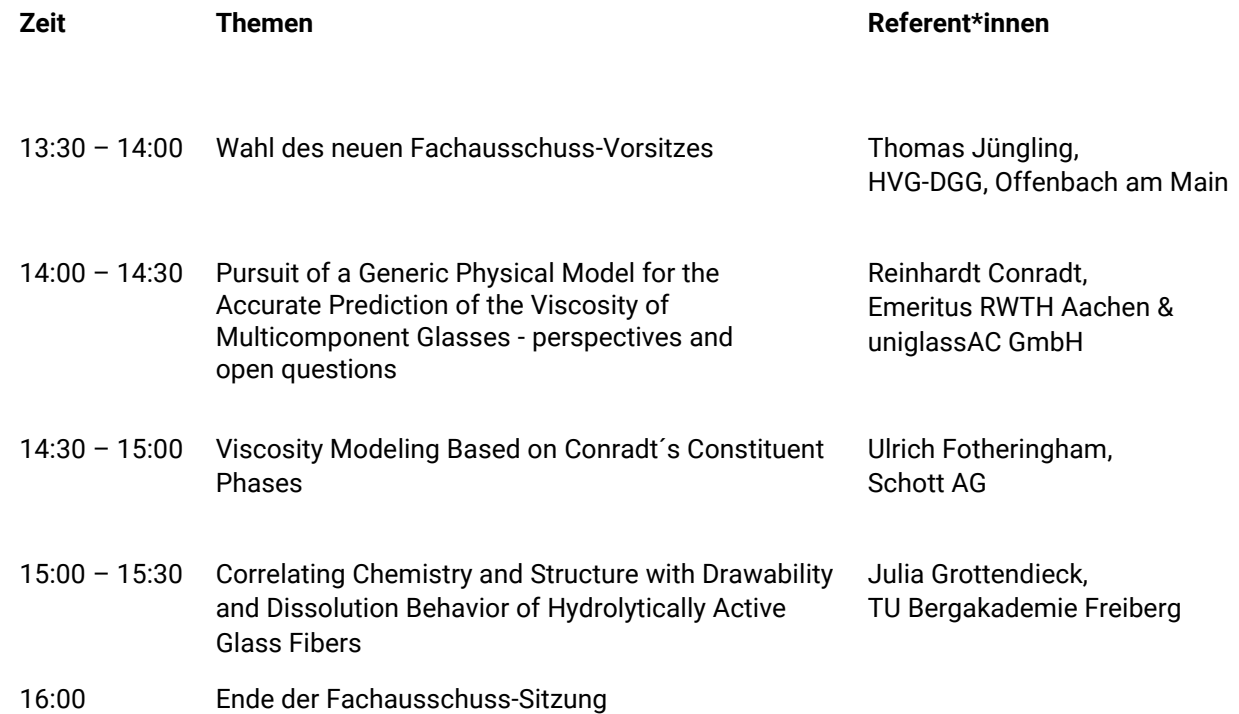 Zeit Themen Referent*innen
13:30 – 14:00 Wahl des neuen Fachausschuss-Vorsitzes Thomas Jüngling,
HVG-DGG, Offenbach am Main
14:00 – 14:30 Pursuit of a Generic Physical Model for the Reinhardt Conradt,
Accurate Prediction of the Viscosity of Emeritus RWTH Aachen &
Multicomponent Glasses - perspectives and uniglassAC GmbH
open questions
14:30 – 15:00 Viscosity Modeling Based on Conradt´s Constituent Ulrich Fotheringham,
Phases Schott AG
15:00 – 15:30 Correlating Chemistry and Structure with Drawability Julia Grottendieck,
and Dissolution Behavior of Hydrolytically Active TU Bergakademie Freiberg
Glass Fibers
16:00 Ende der Fachausschuss-Sitzung